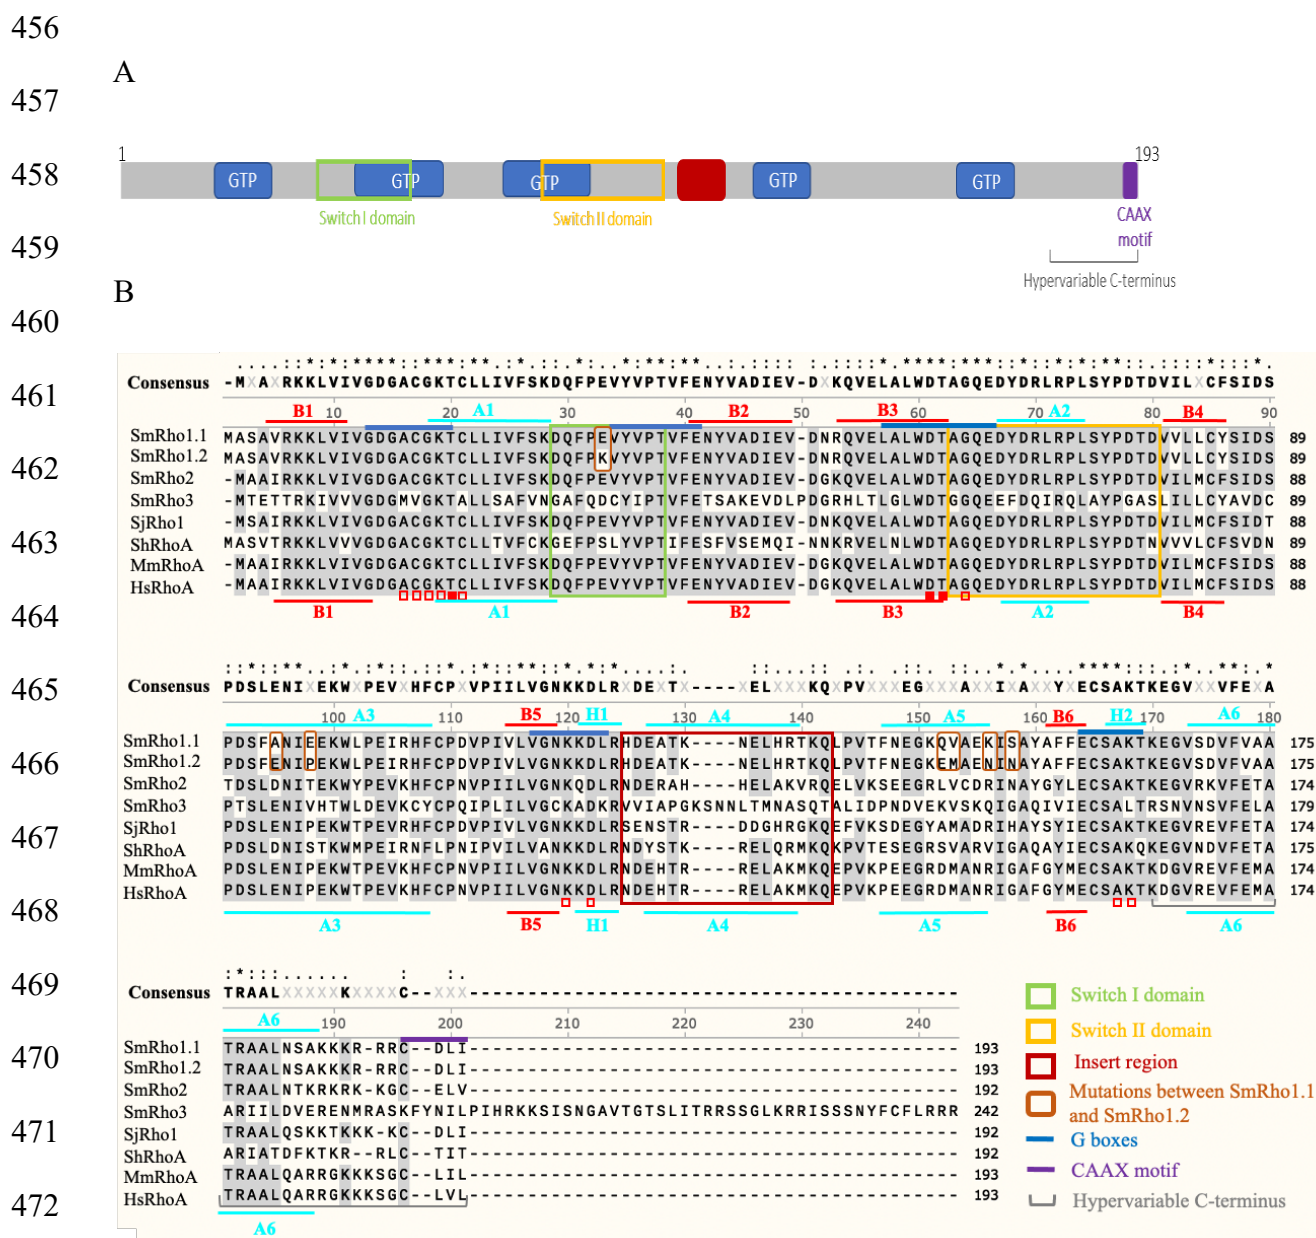 456
A
457
1 193
458 GTP GTP GTP GTP GTP
Switch I domain Switch II domain CAAX
motif
459
Hypervariable C-terminus
B
460
461 Consensus -MXAXRKKLVIVGDGACGKTCLLIVFSKDQFPEVYVPTVFENYVADIEV-DXKQVELALWDTAGQEDYDRLRPLSYPDTDVILXCFSIDS
B1 A1 B2 B3 A2 B4
10 20 30 40 50 60 70 80 90
SmRho1.1 MASAVRKKLVIVGDGACGKTCLLIVFSKDQFPEVYVPTVFENYVADIEV-DNRQVELALWDTAGQEDYDRLRPLSYPDTDVVLLCYSIDS 89
462 SmRho1.2 MASAVRKKLVIVGDGACGKTCLLIVFSKDQFPKVYVPTVFENYVADIEV-DNRQVELALWDTAGQEDYDRLRPLSYPDTDVVLLCYSIDS 89
SmRho2 -MAAIRKKLVIVGDGACGKTCLLIVFSKDQFPEVYVPTVFENYVADIEV-DGKQVELALWDTAGQEDYDRLRPLSYPDTDVILMCFSIDS 88
SmRho3 -MTETTRKIVVVGDGMVGKTALLSAFVNGAFQDCYIPTVFETSAKEVDLPDGRHLTLGLWDTGGQEEFDQIRQLAYPGASLILLCYAVDC 89
463 SjRho1 -MSAIRKKLVIVGDGACGKTCLLIVFSKDQFPEVYVPTVFENYVADIEV-DNKQVELALWDTAGQEDYDRLRPLSYPDTDVILMCFSIDT 88
ShRhoA MASVTRKKLVVVGDGACGKTCLLTVFCKGEFPSLYVPTIFESFVSEMQI-NNKRVELNLWDTAGQEDYDRLRPLSYPDTNVVVLCFSVDN 89
MmRhoA -MAAIRKKLVIVGDGACGKTCLLIVFSKDQFPEVYVPTVFENYVADIEV-DGKQVELALWDTAGQEDYDRLRPLSYPDTDVILMCFSIDS 88
HsRhoA -MAAIRKKLVIVGDGACGKTCLLIVFSKDQFPEVYVPTVFENYVADIEV-DGKQVELALWDTAGQEDYDRLRPLSYPDTDVILMCFSIDS 88
464 B1 A1 B2 B3 A2 B4
465 Consensus PDSLENIXEKWXPEVXHFCPXVPIILVGNKKDLRXDEXTX----XELXXXKQXPVXXXEGXXXAXXIXAXXYXECSAKTKEGVXXVFEXA
100 A3 110 B5 120 H1 130 A4 140 150 A5 160 B6 H2 170 A6 180
SmRho1.1 PDSFANIEEKWLPEIRHFCPDVPIVLVGNKKDLRHDEATK----NELHRTKQLPVTFNEGKQVAEKISAYAFFECSAKTKEGVSDVFVAA 175
466 SmRho1.2 PDSFENIPEKWLPEIRHFCPDVPIVLVGNKKDLRHDEATK----NELHRTKQLPVTFNEGKEMAENINAYAFFECSAKTKEGVSDVFVAA 175
SmRho2 TDSLDNITEKWYPEVKHFCPNVPIILVGNKQDLRNDERAH----HELAKVRQELVNSEEGRLVCDRINAYGYLECSAKTKEGVRKVFETA 174
SmRho3 PTSLENIVHTWLDEVKCYCPQIPLILVGCKADKRVVIAPGKSNNLTMNASQTALIDPNDVEKVSKQIGAQIVIECSALTRSNVNSVFELA 179
467 SjRho1 PDSLENIPEKWTPEVRHFCPDVPIVLVGNKKDLRSENSTR----DDGHRGKQEFVKSDEGYAMADRIHAYSYIECSAKTKEGVREVFETA 174
ShRhoA PDSLDNISTKWMPEIRNFLPNIPVILVANKKDLRNDYSTK----RELQRMKQKPVTESEGRSVARVIGAQAYIECSAKQKEGVNDVFETA 175
MmRhoA PDSLENIPEKWTPEVKHFCPNVPIILVGNKKDLRNDEHTR----RELAKMKQEPVKPEEGRDMANRIGAFGYMECSAKTKEGVREVFETA 174
HsRhoA PDSLENIPEKWTPEVKHFCPNVPIILVGNKKDLRNDEHTR----RELAKMKQEPVKPEEGRDMANRIGAFGYMECSAKTKDGVREVFEMA 174
468 A3 B5 H1 A4 A5 B6 A6
469 Consensus TRAALXXXXXKXXXXC--XXX------------------------------------------
A6 190 200 210 220 230 240
Switch I domain
Switch II domain
Insert region
Mutations between SmRho1.1
and SmRho1.2
G boxes
CAAX motif
Hypervariable C-terminus
470 SmRho1.1 TRAALNSAKKKR-RRC--DLI------------------------------------------ 193
SmRho1.2 TRAALNSAKKKR-RRC--DLI------------------------------------------ 193
SmRho2 TRAALNTKRKRK-KGC--ELV------------------------------------------ 192
SmRho3 ARIILDVERENMRASKFYNILPIHRKKSISNGAVTGTSLITRRSSGLKRRISSSNYFCFLRRR 242
471 SjRho1 TRAALQSKKTKKK-KC--DLI------------------------------------------ 192
ShRhoA ARIATDFKTKR--RLC--TIT------------------------------------------ 192
MmRhoA TRAALQARRGKKKSGC--LIL------------------------------------------ 193
472 HsRhoA TRAALQARRGKKKSGC--LVL------------------------------------------ 193
A6